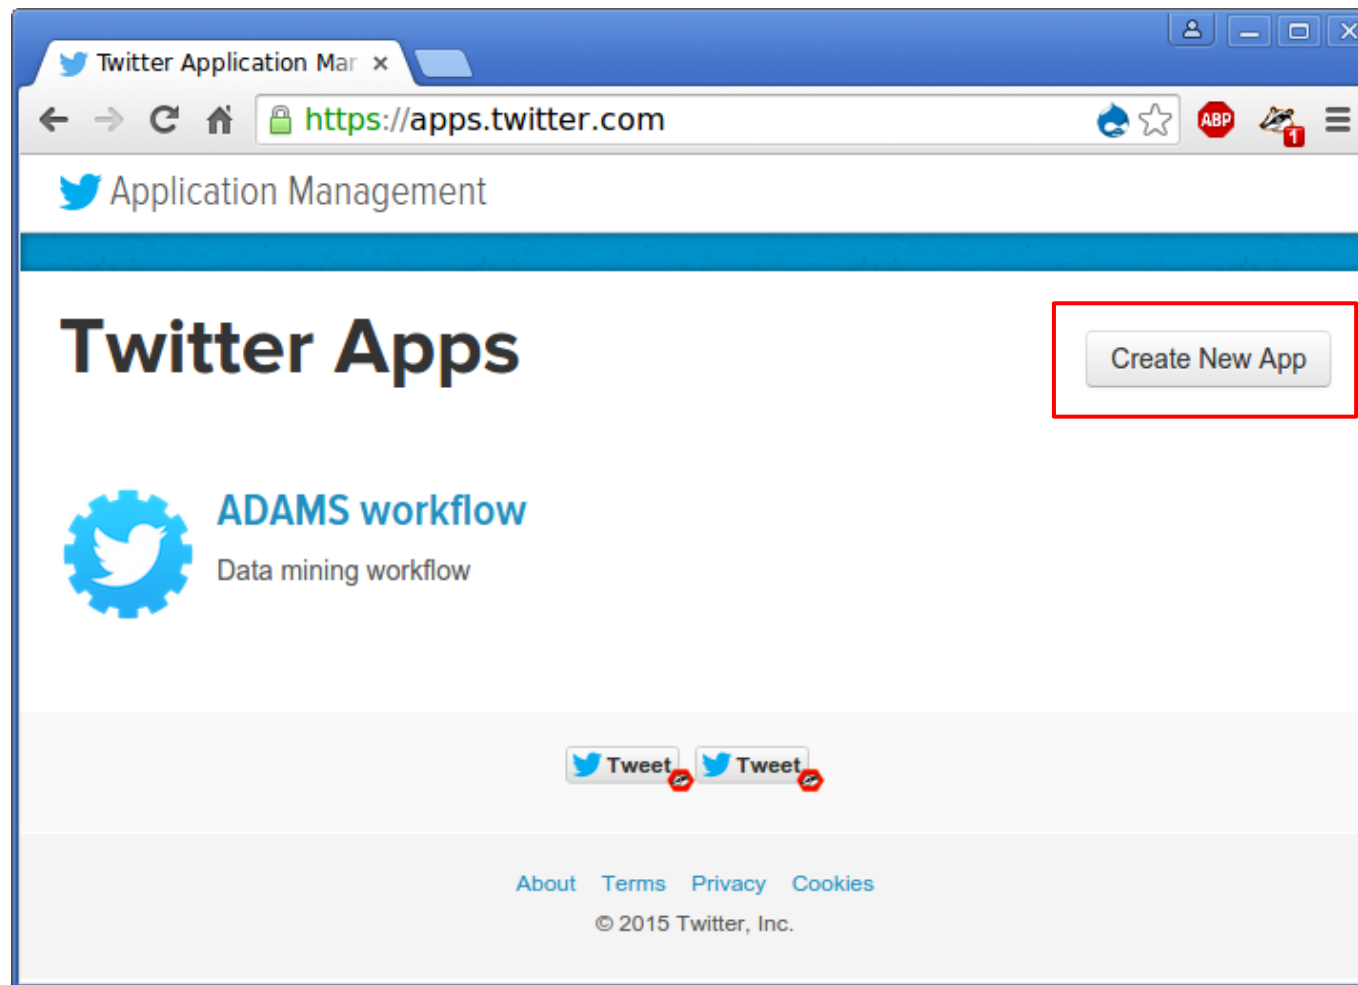 Twitter Application Mar
https://apps.twitter.com
ABP
1
Application Management
Twitter Apps
Create New App
ADAMS workflow
Data mining workflow
Tweet Tweet
About Terms Privacy Cookies
© 2015 Twitter, Inc.